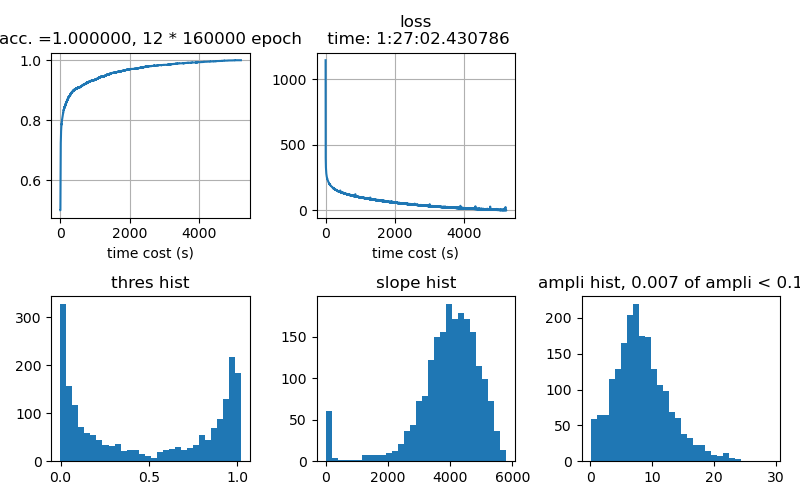 acc. =1.000000, 12 * 160000 epoch
loss
time: 1:27:02.430786
1.0
0.8
0.6
0 2000 4000
time cost (s)
1000
500
0
0 2000 4000
time cost (s)
thres hist
300
200
100
0
0.0 0.5 1.0
slope hist
150
100
50
0
0 2000 4000 6000
ampli hist, 0.007 of ampli < 0.1
200
150
100
50
0
0 10 20 30